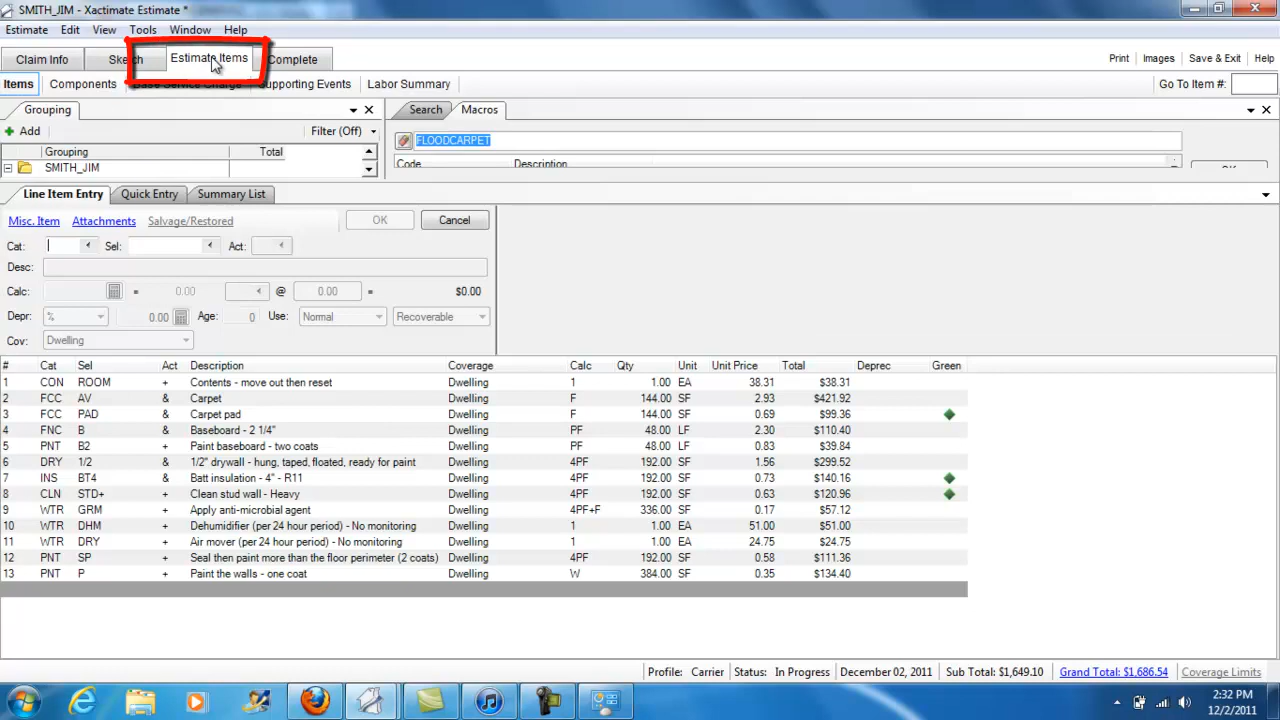 SMITH_JIM - Xactimate Estimate *
Estimate Edit View Tools Window Help
Claim Info Sketch Estimate Items Complete Print Images Save & Exit Help
Items Components Base Service Charge Supporting Events Labor Summary Go To Item #:
Grouping Search Macros
Add Filter (Off) FLOODCARPET
Grouping Total Code Description OK
SMITH_JIM
Line Item Entry Quick Entry Summary List
Misc. Item Attachments Salvage/Restored OK Cancel
Cat: Sel: Act:
Desc:
Calc: = 0.00 @ 0.00 = $0.00
Depr: % 0.00 Age: 0 Use: Normal Recoverable
Cov: Dwelling
# Cat Sel Act Description Coverage Calc Qty Unit Unit Price Total Deprec Green
1 CON ROOM + Contents - move out then reset Dwelling 1 1.00 EA 38.31 $38.31
2 FCC AV & Carpet Dwelling F 144.00 SF 2.93 $421.92
3 FCC PAD & Carpet pad Dwelling F 144.00 SF 0.69 $99.36
4 FNC B & Baseboard - 2 1/4" Dwelling PF 48.00 LF 2.30 $110.40
5 PNT B2 + Paint baseboard - two coats Dwelling PF 48.00 LF 0.83 $39.84
6 DRY 1/2 & 1/2" drywall - hung, taped, floated, ready for paint Dwelling 4PF 192.00 SF 1.56 $299.52
7 INS BT4 & Batt insulation - 4" - R11 Dwelling 4PF 192.00 SF 0.73 $140.16
8 CLN STD+ + Clean stud wall - Heavy Dwelling 4PF 192.00 SF 0.63 $120.96
9 WTR GRM + Apply anti-microbial agent Dwelling 4PF+F 336.00 SF 0.17 $57.12
10 WTR DHM + Dehumidifier (per 24 hour period) - No monitoring Dwelling 1 1.00 EA 51.00 $51.00
11 WTR DRY + Air mover (per 24 hour period) - No monitoring Dwelling 1 1.00 EA 24.75 $24.75
12 PNT SP + Seal then paint more than the floor perimeter (2 coats) Dwelling 4PF 192.00 SF 0.58 $111.36
13 PNT P + Paint the walls - one coat Dwelling W 384.00 SF 0.35 $134.40
Profile: Carrier Status: In Progress December 02, 2011 Sub Total: $1,649.10 Grand Total: $1,686.54 Coverage Limits
2:32 PM
12/2/2011